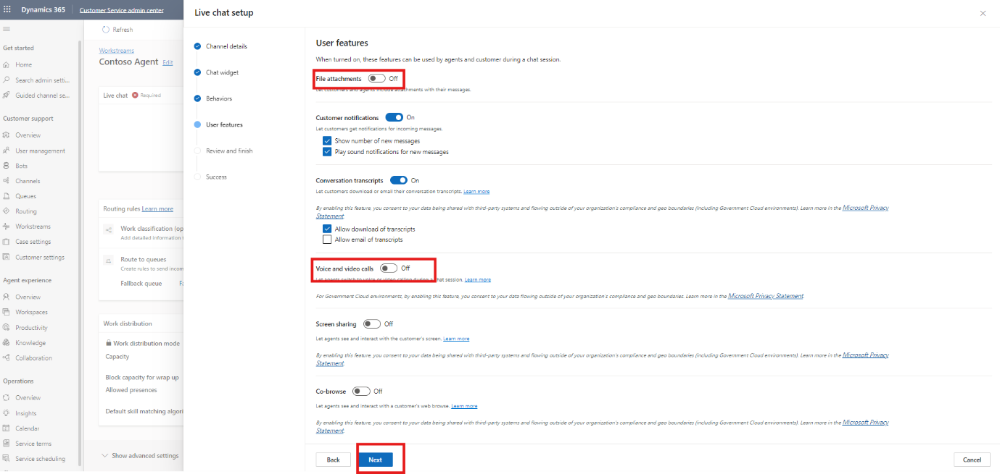 Dynamics 365
Customer Service admin center
Get started
Home
Search admin setti...
Guided channel se...
Customer support
Overview
User management
Bots
Channels
Queues
Routing
Workstreams
Case settings
Customer settings
Agent experience
Overview
Workspaces
Productivity
Knowledge
Collaboration
Operations
Overview
Insights
Calendar
Service terms
Service scheduling
Refresh
Workstreams
Contoso Agent Edit
Live chat Required
Routing rules Learn more
Work classification (op
Add detailed information t
Route to queues
Create rules to send incom
Fallback queue Fa
Work distribution
Work distribution mode
Capacity
Block capacity for wrap up
Allowed presences
Default skill matching algori
Show advanced settings
Live chat setup
Channel details
Chat widget
Behaviors
User features
Review and finish
Success
User features
When turned on, these features can be used by agents and customer during a chat session.
File attachments Off
Let customers and agents include attachments with their messages.
Customer notifications On
Let customers get notifications for incoming messages.
Show number of new messages
Play sound notifications for new messages
Conversation transcripts On
Let customers download or email their conversation transcripts. Learn more
By enabling this feature, you consent to your data being shared with third-party systems and flowing outside of your organization's compliance and geo boundaries (including Government Cloud environments). Learn more in the Microsoft Privacy
Statement.
Allow download of transcripts
Allow email of transcripts
Voice and video calls Off
Let agents switch to voice or video calling during a chat session. Learn more
For Government Cloud environments, by enabling this feature, you consent to your data flowing outside of your organization's compliance and geo boundaries. Learn more in the Microsoft Privacy Statement.
Screen sharing Off
Let agents see and interact with the customer's screen. Learn more
By enabling this feature, you consent to your data being shared with third-party systems and flowing outside of your organization's compliance and geo boundaries (including Government Cloud environments). Learn more in the Microsoft Privacy
Statement.
Co-browse Off
Let agents see and interact with a customer's web browse. Learn more
By enabling this feature, you consent to your data being shared with third-party systems and flowing outside of your organization's compliance and geo boundaries (including Government Cloud environments). Learn more in the Microsoft Privacy
Statement.
Back Next Cancel